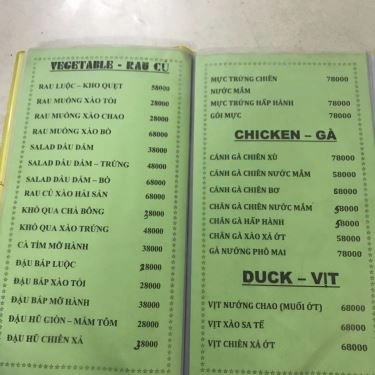 VEGETABLE - RAU CỦ
RAU LUỘC – KHO QUẸT 58000
RAU MUỐNG XÀO TỎI 28000
RAU MUỐNG XÀO CHAO 28000
RAU MUỐNG XÀO BÒ 68000
SALAD DẦU DẤM 38000
SALAD DẦU DẤM – TRỨNG 48000
SALAD DẦU DẤM – BÒ 68000
RAU CỦ XÀO HẢI SẢN 68000
KHỔ QUA CHÀ BÔNG 38000
KHỔ QUA XÀO TRỨNG 48000
CÀ TÍM MỠ HÀNH 38000
ĐẬU BẮP LUỘC 28000
ĐẬU BẮP XÀO TỎI 28000
ĐẬU BẮP MỠ HÀNH 38000
ĐẬU HŨ GIÒN – MẮM TÔM 28000
ĐẬU HŨ CHIÊN XẢ 38000
MỰC TRỨNG CHIÊN 78000
NƯỚC MẮM
MỰC TRỨNG HẤP HÀNH 78000
GỎI MỰC 78000
CHICKEN – GÀ
CÁNH GÀ CHIÊN XÙ 78000
CÁNH GÀ CHIÊN NƯỚC MẮM 58000
CÁNH GÀ CHIÊN BƠ 58000
CHÂN GÀ CHIÊN NƯỚC MẮM 58000
CHÂN GÀ HẤP HÀNH 58000
CHÂN GÀ XÀO XẢ ỚT 58000
GÀ NƯỚNG PHÔ MAI 78000
DUCK – VỊT
VỊT NƯỚNG CHAO (MUỐI ỚT) 68000
VỊT XÀO SA TẾ 68000
VỊT CHIÊN XẢ ỚT 68000